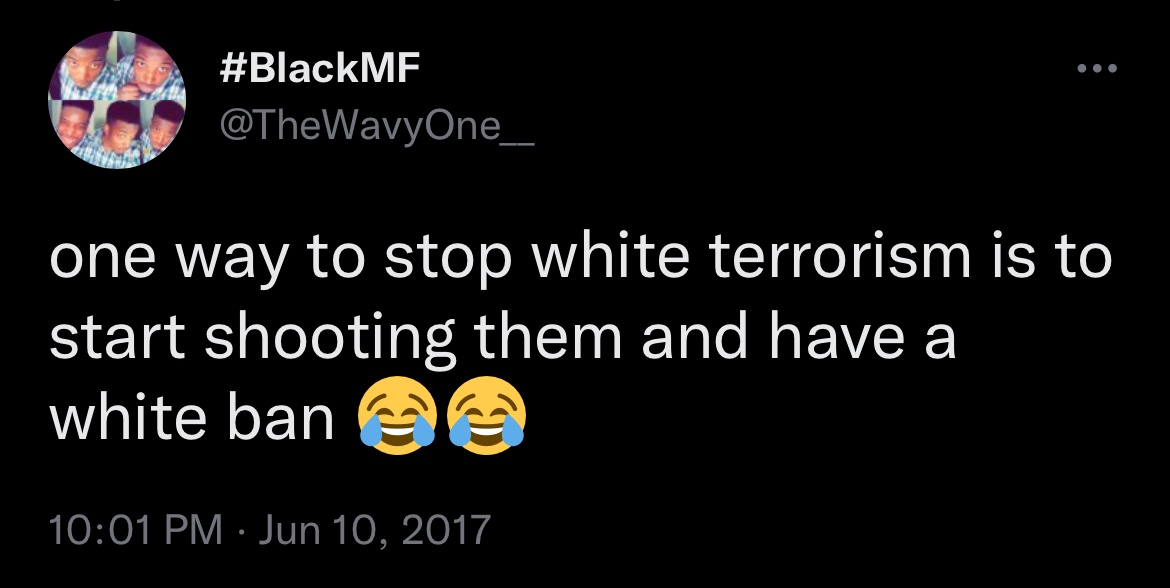 #BlackMF
@TheWavyOne__
one way to stop white terrorism is to
start shooting them and have a
white ban 😂😂
10:01 PM · Jun 10, 2017